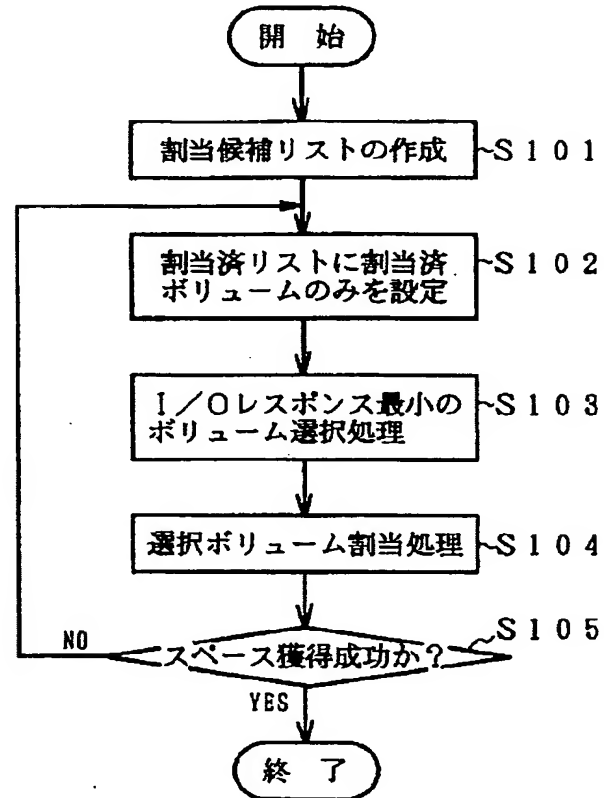 開 始
割当候補リストの作成 ~S101
割当済リストに割当済
ボリュームのみを設定
~S102
I/Oレスポンス最小の
ボリューム選択処理
~S103
選択ボリューム割当処理 ~S104
スペース獲得成功か?
~S105
NO
YES
終 了